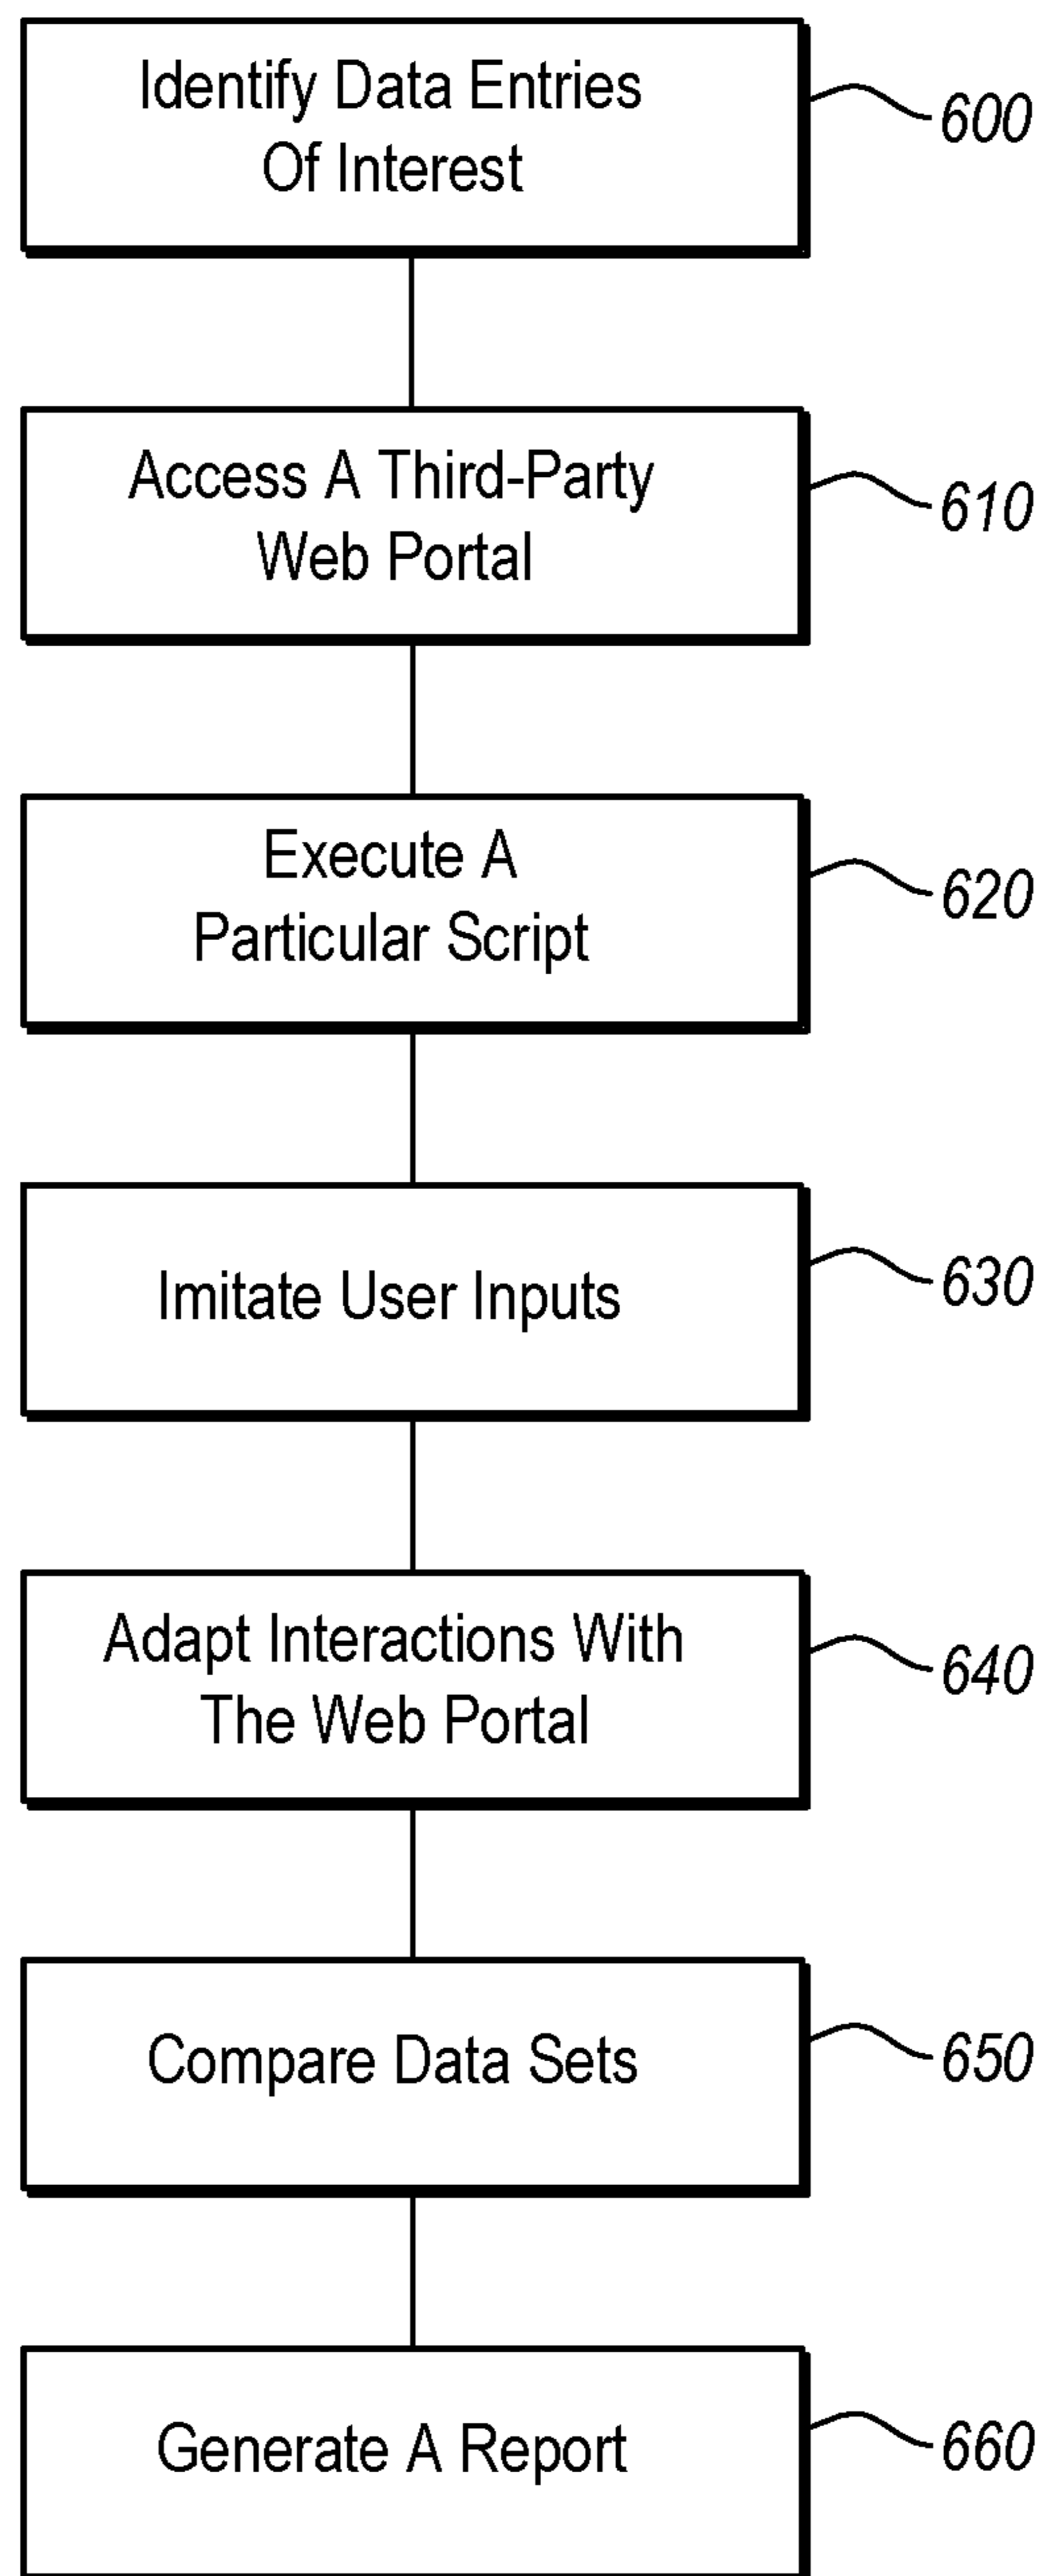 Identify Data Entries
Of Interest
600
Access A Third-Party
Web Portal
610
Execute A
Particular Script
620
Imitate User Inputs
630
Adapt Interactions With
The Web Portal
640
Compare Data Sets
650
Generate A Report
660